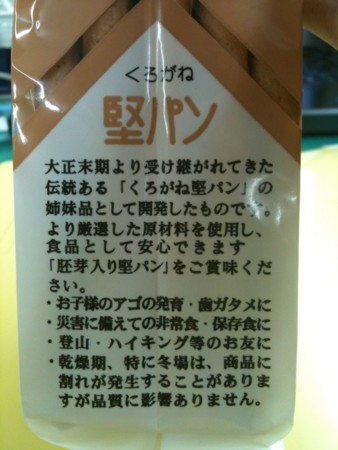 くろがね
堅パン
大正末期より受け継がれてきた
伝統ある「くろがね堅パン」の
姉妹品として開発したものです。
より厳選した原材料を使用し、
食品として安心できます
「胚芽入り堅パン」をご賞味くだ
さい。
・お子様のアゴの発育・歯ガタメに
・災害に備えての非常食・保存食に
・登山・ハイキング等のお友に
・乾燥期、特に冬場は、商品に
割れが発生することがありま
すが品質に影響ありません。